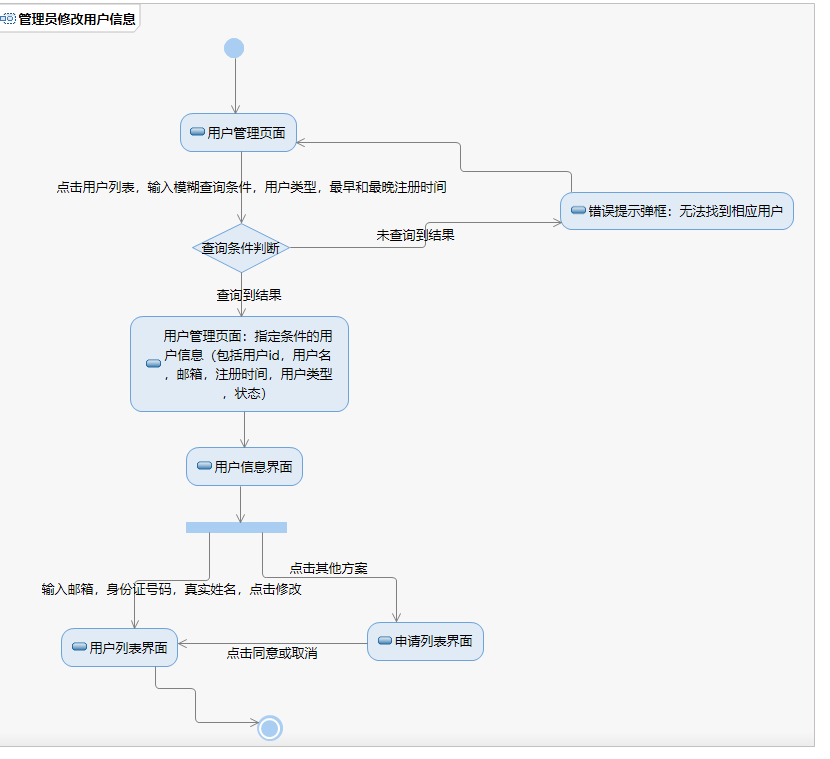 管理员修改用户信息
用户管理页面
点击用户列表，输入模糊查询条件，用户类型，最早和最晚注册时间
错误提示弹框：无法找到相应用户
未查询到结果
查询条件判断
查询到结果
用户管理页面：指定条件的用
户信息（包括用户id，用户名
，邮箱，注册时间，用户类型
，状态）
用户信息界面
点击其他方案
输入邮箱，身份证号码，真实姓名，点击修改
用户列表界面
申请列表界面
点击同意或取消